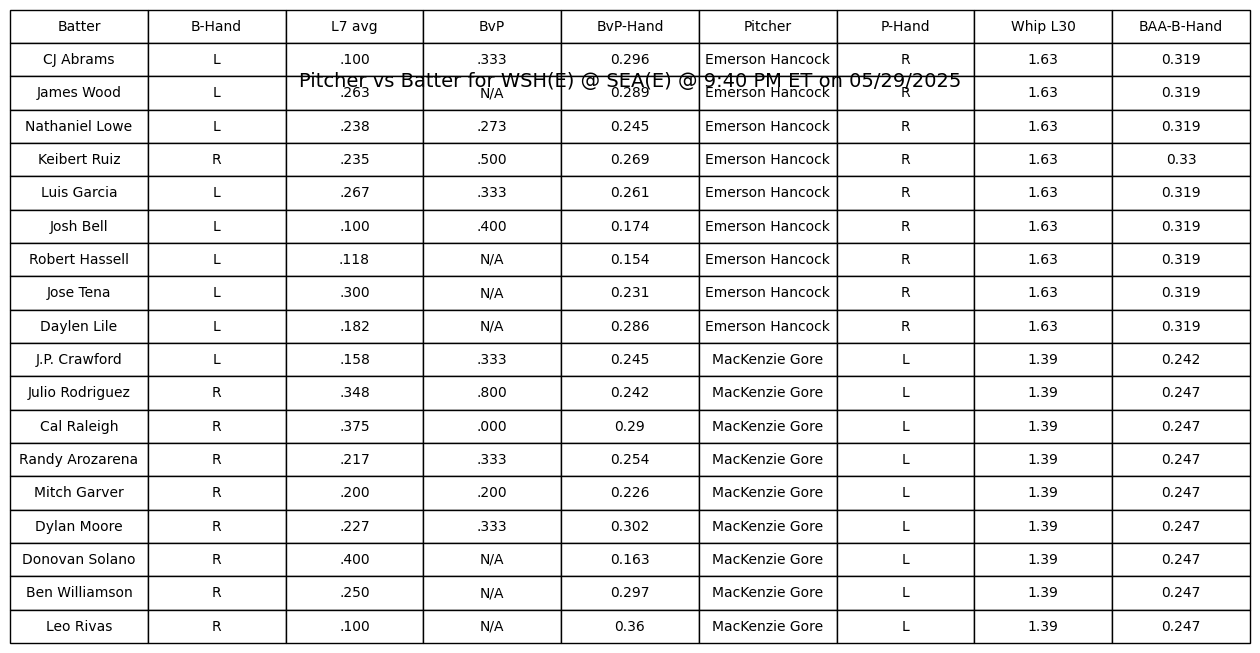 Batter B-Hand L7 avg BvP BvP-Hand Pitcher P-Hand Whip L30 BAA-B-Hand
CJ Abrams L .100 .333 0.296 Emerson Hancock R 1.63 0.319
Pitcher vs Batter for WSH(E) @ SEA(E) @ 9:40 PM ET on 05/29/2025
James Wood L .263 N/A 0.289 Emerson Hancock R 1.63 0.319
Nathaniel Lowe L .238 .273 0.245 Emerson Hancock R 1.63 0.319
Keibert Ruiz R .235 .500 0.269 Emerson Hancock R 1.63 0.33
Luis Garcia L .267 .333 0.261 Emerson Hancock R 1.63 0.319
Josh Bell L .100 .400 0.174 Emerson Hancock R 1.63 0.319
Robert Hassell L .118 N/A 0.154 Emerson Hancock R 1.63 0.319
Jose Tena L .300 N/A 0.231 Emerson Hancock R 1.63 0.319
Daylen Lile L .182 N/A 0.286 Emerson Hancock R 1.63 0.319
J.P. Crawford L .158 .333 0.245 MacKenzie Gore L 1.39 0.242
Julio Rodriguez R .348 .800 0.242 MacKenzie Gore L 1.39 0.247
Cal Raleigh R .375 .000 0.29 MacKenzie Gore L 1.39 0.247
Randy Arozarena R .217 .333 0.254 MacKenzie Gore L 1.39 0.247
Mitch Garver R .200 .200 0.226 MacKenzie Gore L 1.39 0.247
Dylan Moore R .227 .333 0.302 MacKenzie Gore L 1.39 0.247
Donovan Solano R .400 N/A 0.163 MacKenzie Gore L 1.39 0.247
Ben Williamson R .250 N/A 0.297 MacKenzie Gore L 1.39 0.247
Leo Rivas R .100 N/A 0.36 MacKenzie Gore L 1.39 0.247